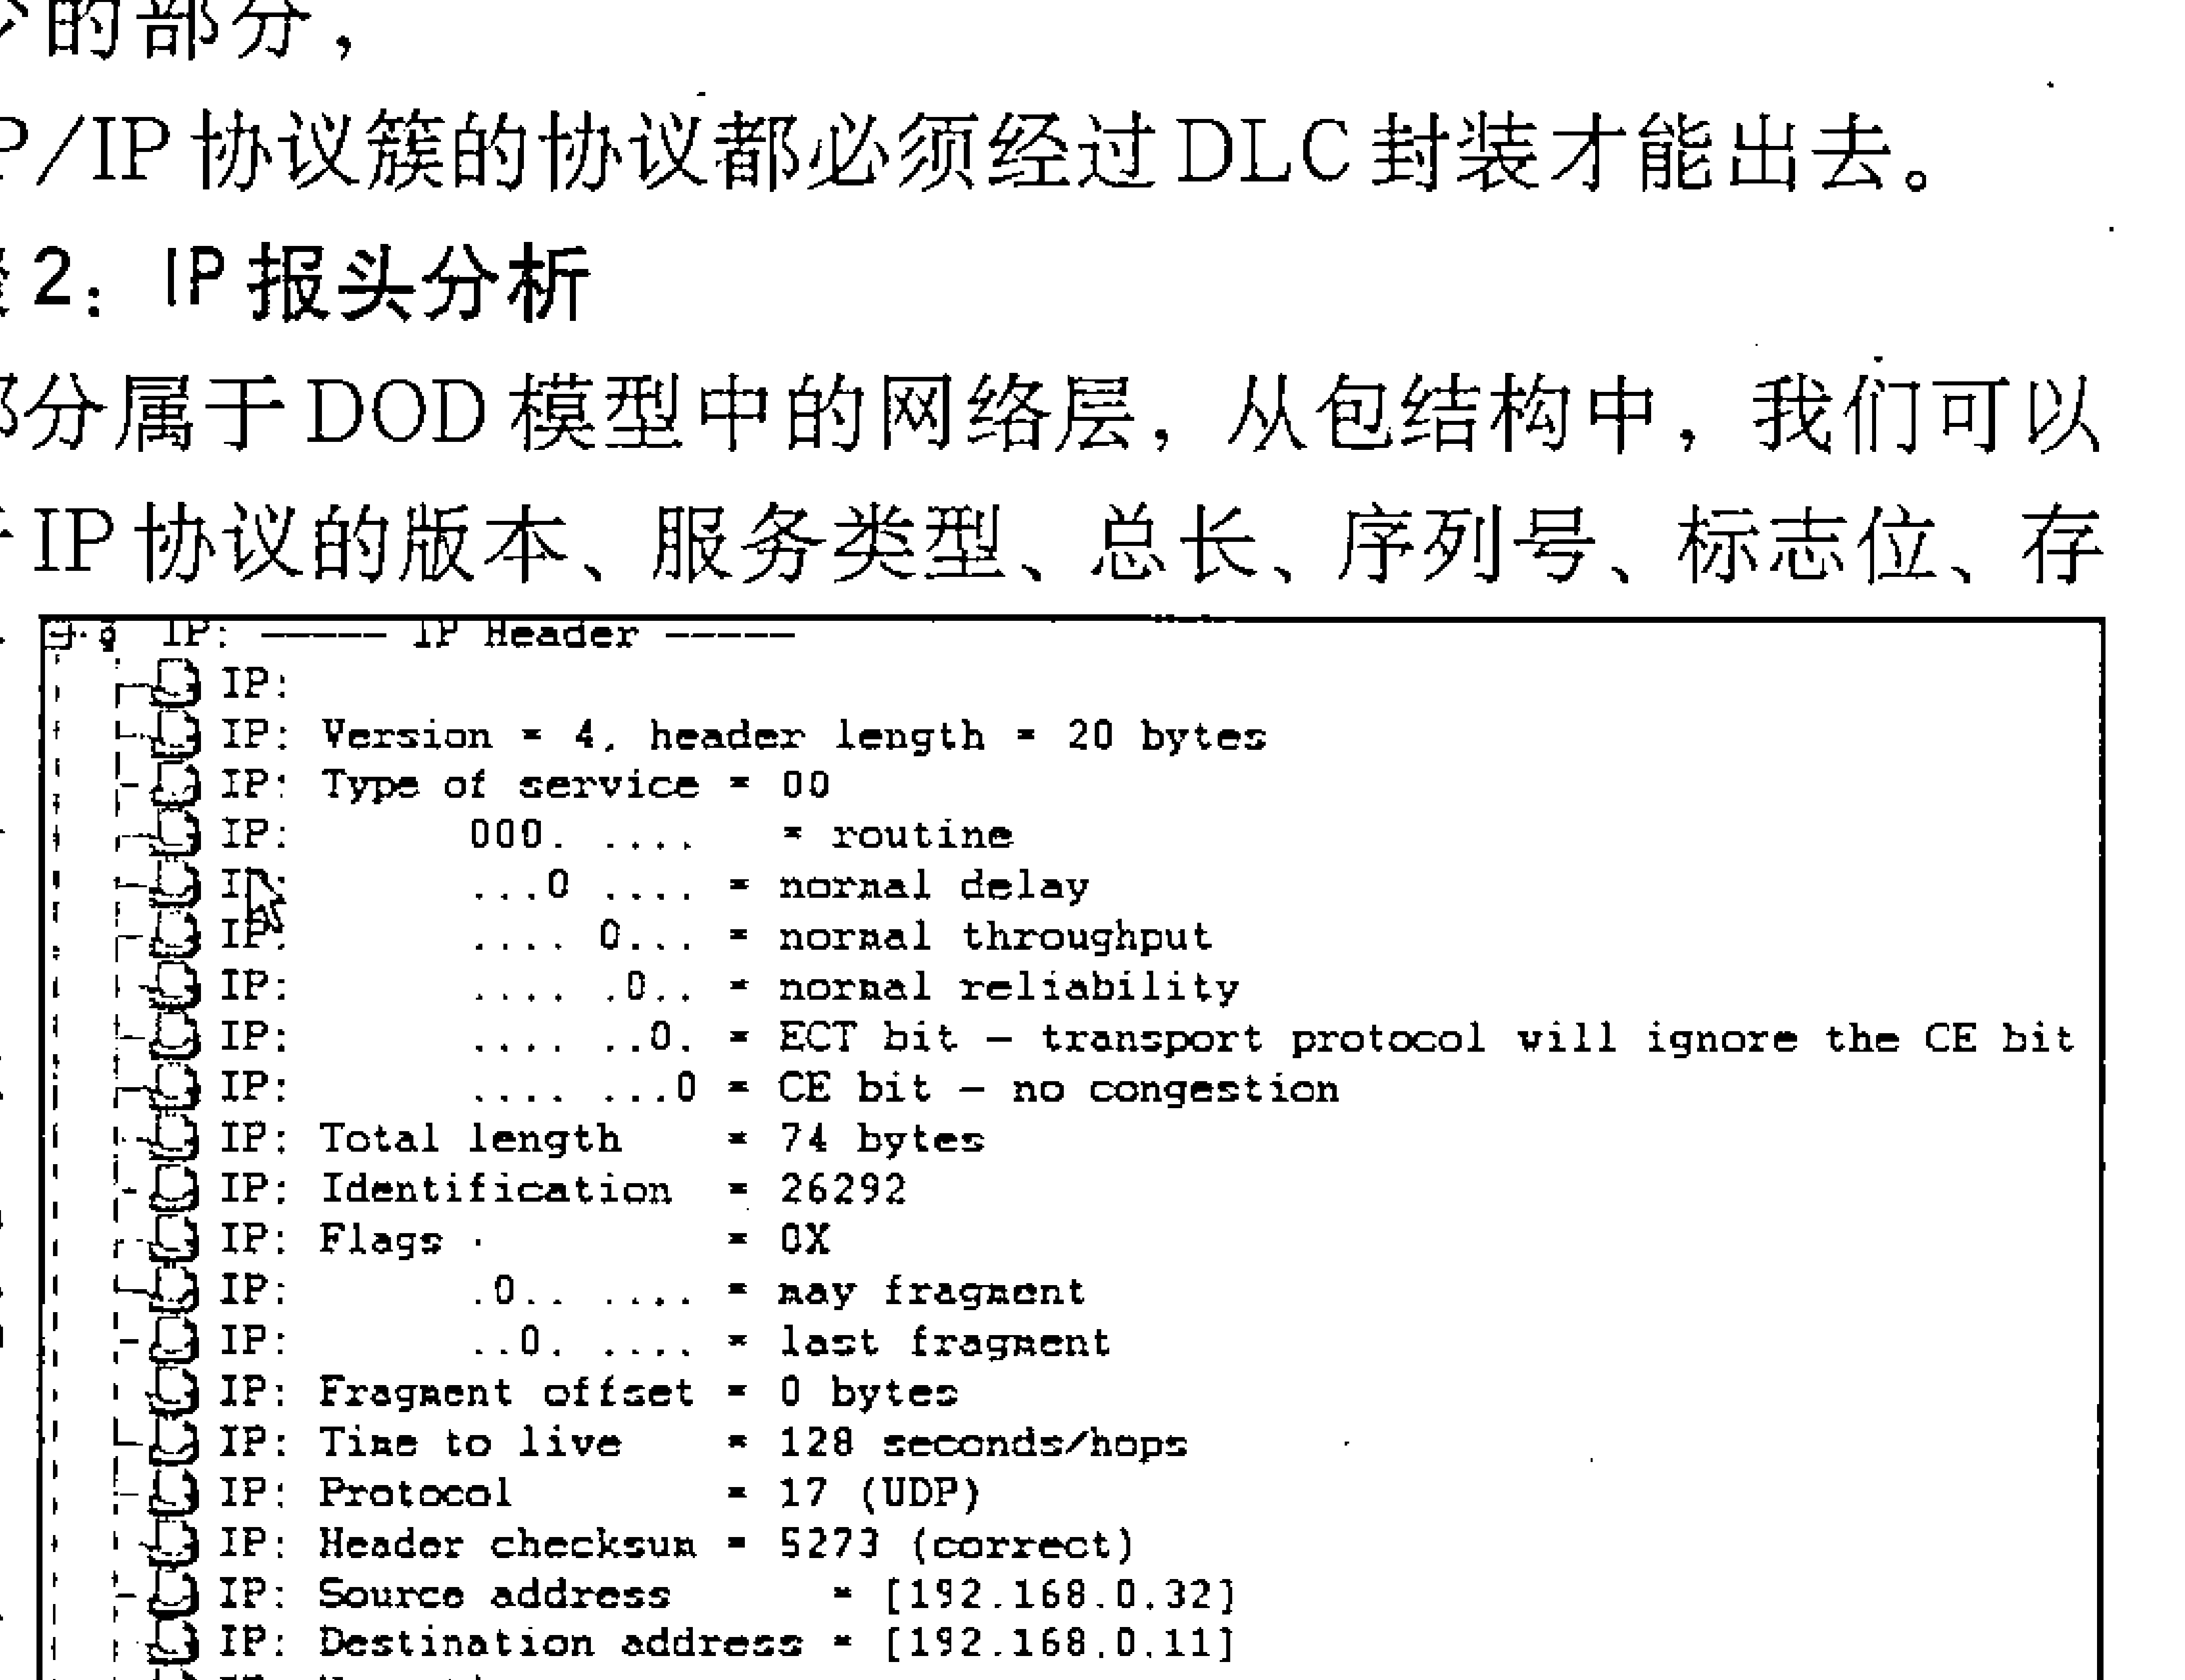 的部分，
P/IP 协议簇的协议都必须经过 DLC 封装才能出去。
2：IP 报头分析
部分属于 DOD 模型中的网络层，从包结构中，我们可以
IP 协议的版本、服务类型、总长、序列号、标志位、存
IP: ----- IP Header -----
IP:
IP: Version = 4, header length = 20 bytes
IP: Type of service = 00
IP: 000. .... = routine
IP: ...0 .... = normal delay
IP: .... 0... = normal throughput
IP: .... .0.. = normal reliability
IP: .... ..0. = ECT bit - transport protocol will ignore the CE bit
IP: .... ...0 = CE bit - no congestion
IP: Total length = 74 bytes
IP: Identification = 26292
IP: Flags = 0X
IP: .0.. .... = may fragment
IP: ..0. .... = last fragment
IP: Fragment offset = 0 bytes
IP: Time to live = 128 seconds/hops
IP: Protocol = 17 (UDP)
IP: Header checksum = 5273 (correct)
IP: Source address = [192.168.0.32]
IP: Destination address = [192.168.0.11]